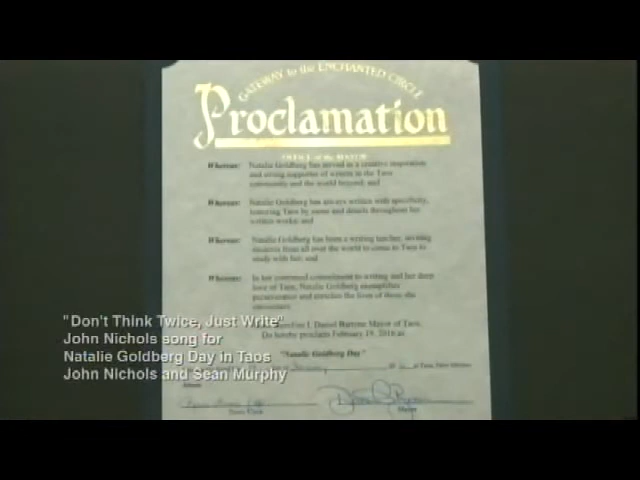 GATEWAY to the ENCHANTED CIRCLE
Proclamation
OFFICE of the MAYOR
Whereas: Natalie Goldberg has served as a creative inspiration
and strong supporter of writers in the Taos
community and the world beyond; and
Whereas: Natalie Goldberg has always written with specificity,
honoring Taos by name and details throughout her
written works; and
Whereas: Natalie Goldberg has been a writing teacher, inviting
students from all over the world to come to Taos to
study with her; and
Whereas: In her continued commitment to writing and her deep
love of Taos, Natalie Goldberg exemplifies
perseverance and enriches the lives of those she
encounters
I Daniel Barrone Mayor of Taos,
Do hereby proclaim February 19, 2016 as
"Natalie Goldberg Day"
at Taos, New Mexico
Attest:
Town Clerk
Mayor
"Don't Think Twice, Just Write"
John Nichols song for
Natalie Goldberg Day in Taos
John Nichols and Sean Murphy